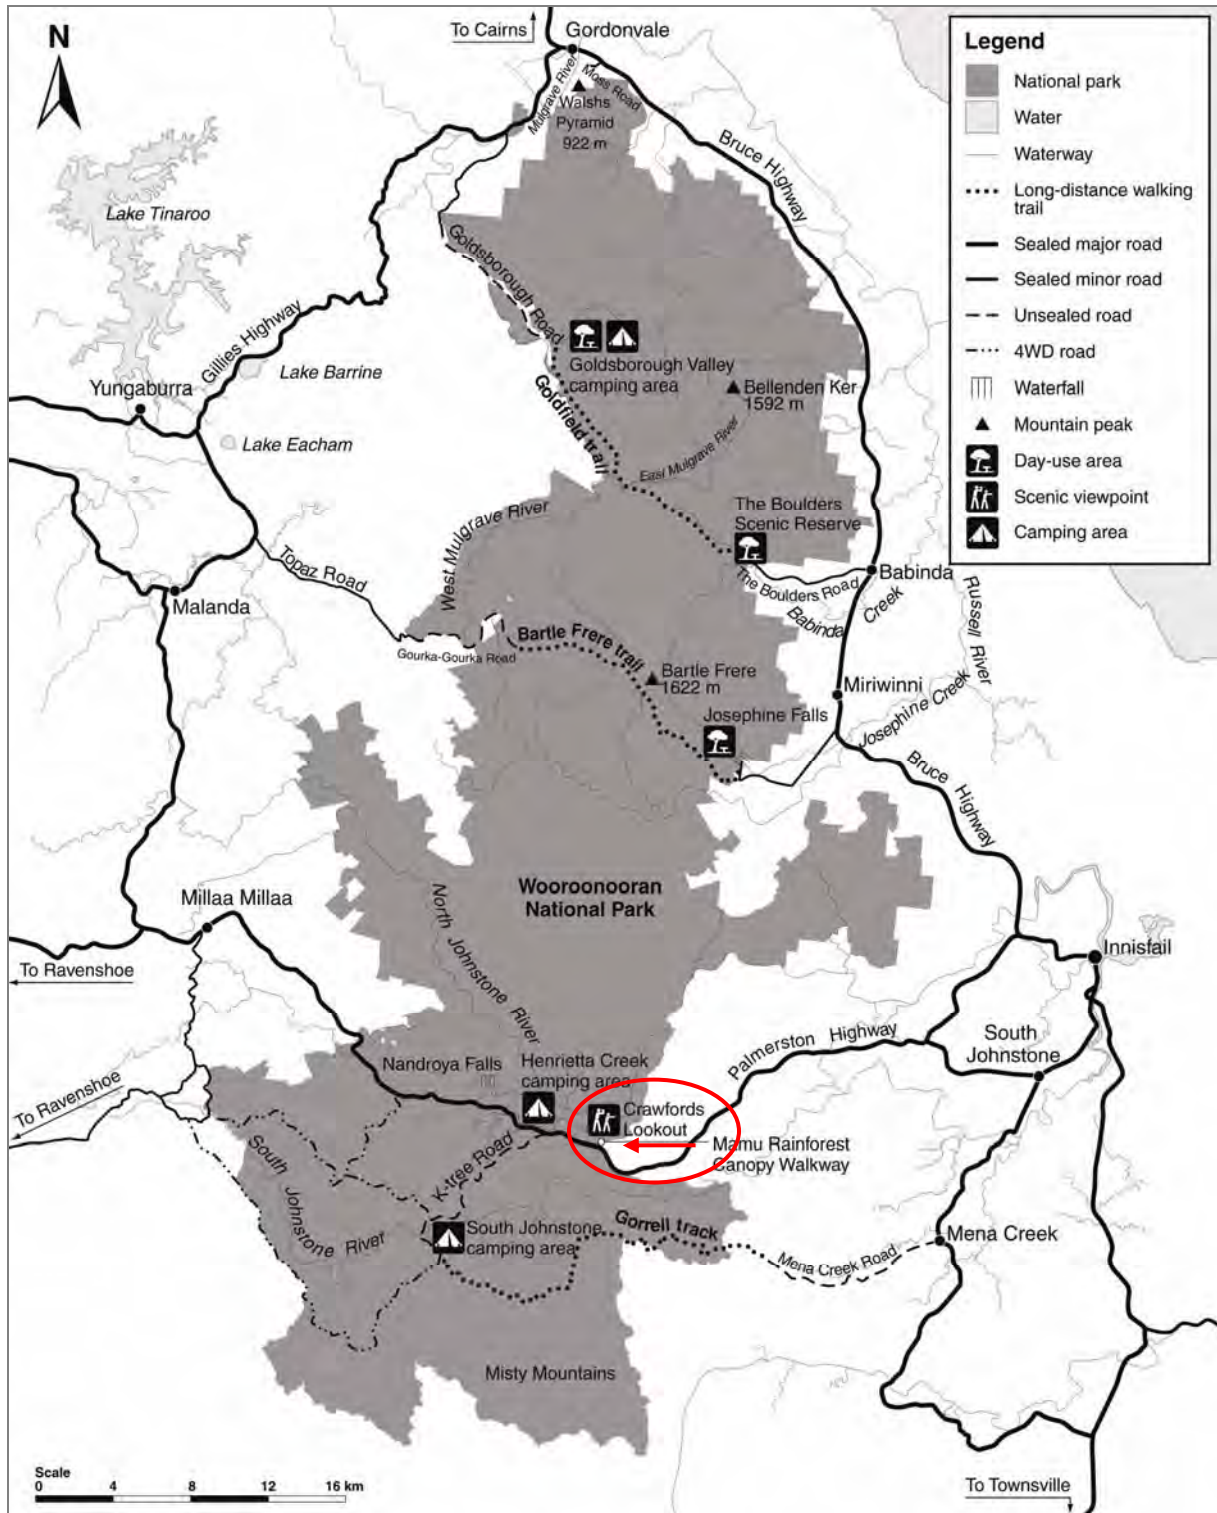 To Cairns
Gordonvale
N
Mulgrave River
Moss Road
Walshs
Pyramid
922 m
Bruce Highway
Legend
National park
Water
Waterway
Long-distance walking
trail
Sealed major road
Sealed minor road
Unsealed road
4WD road
Waterfall
Mountain peak
Day-use area
Scenic viewpoint
Camping area
Lake Tinaroo
Goldsborough Road
Gillies Highway
Goldsborough Valley
camping area
Lake Barrine
Yungaburra
Bellenden Ker
1592 m
Goldfield trail
Lake Eacham
East Mulgrave River
The Boulders
Scenic Reserve
West Mulgrave River
Topaz Road
The Boulders Road
Babinda
Babinda Creek
Russell River
Malanda
Gourka-Gourka Road
Bartle Frere trail
Bartle Frere
1622 m
Miriwinni
Josephine Creek
Josephine Falls
Bruce Highway
Wooroonooran
National Park
Millaa Millaa
North Johnstone River
Innisfail
To Ravenshoe
Palmerston Highway
South
Johnstone
Nandroya Falls
Henrietta Creek
camping area
To Ravenshoe
Crawfords
Lookout
Mamu Rainforest
Canopy Walkway
K-tree Road
South Johnstone River
South Johnstone
camping area
Gorrell track
Mena Creek Road
Mena Creek
Misty Mountains
Scale
0 4 8 12 16 km
To Townsville